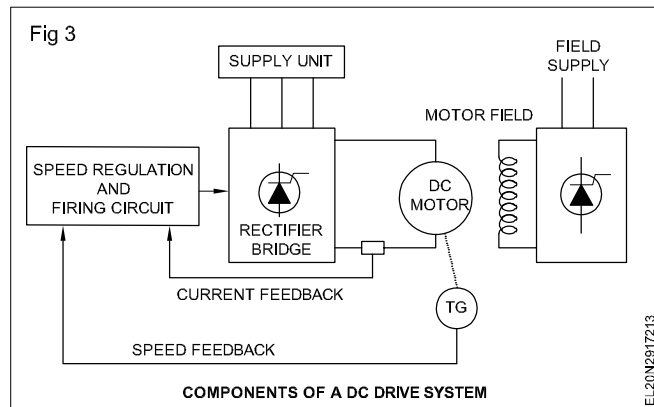 Fig 3
SUPPLY UNIT
FIELD
SUPPLY
MOTOR FIELD
SPEED REGULATION
AND
FIRING CIRCUIT
RECTIFIER
BRIDGE
DC
MOTOR
CURRENT FEEDBACK
TG
SPEED FEEDBACK
COMPONENTS OF A DC DRIVE SYSTEM
EL20N2917213